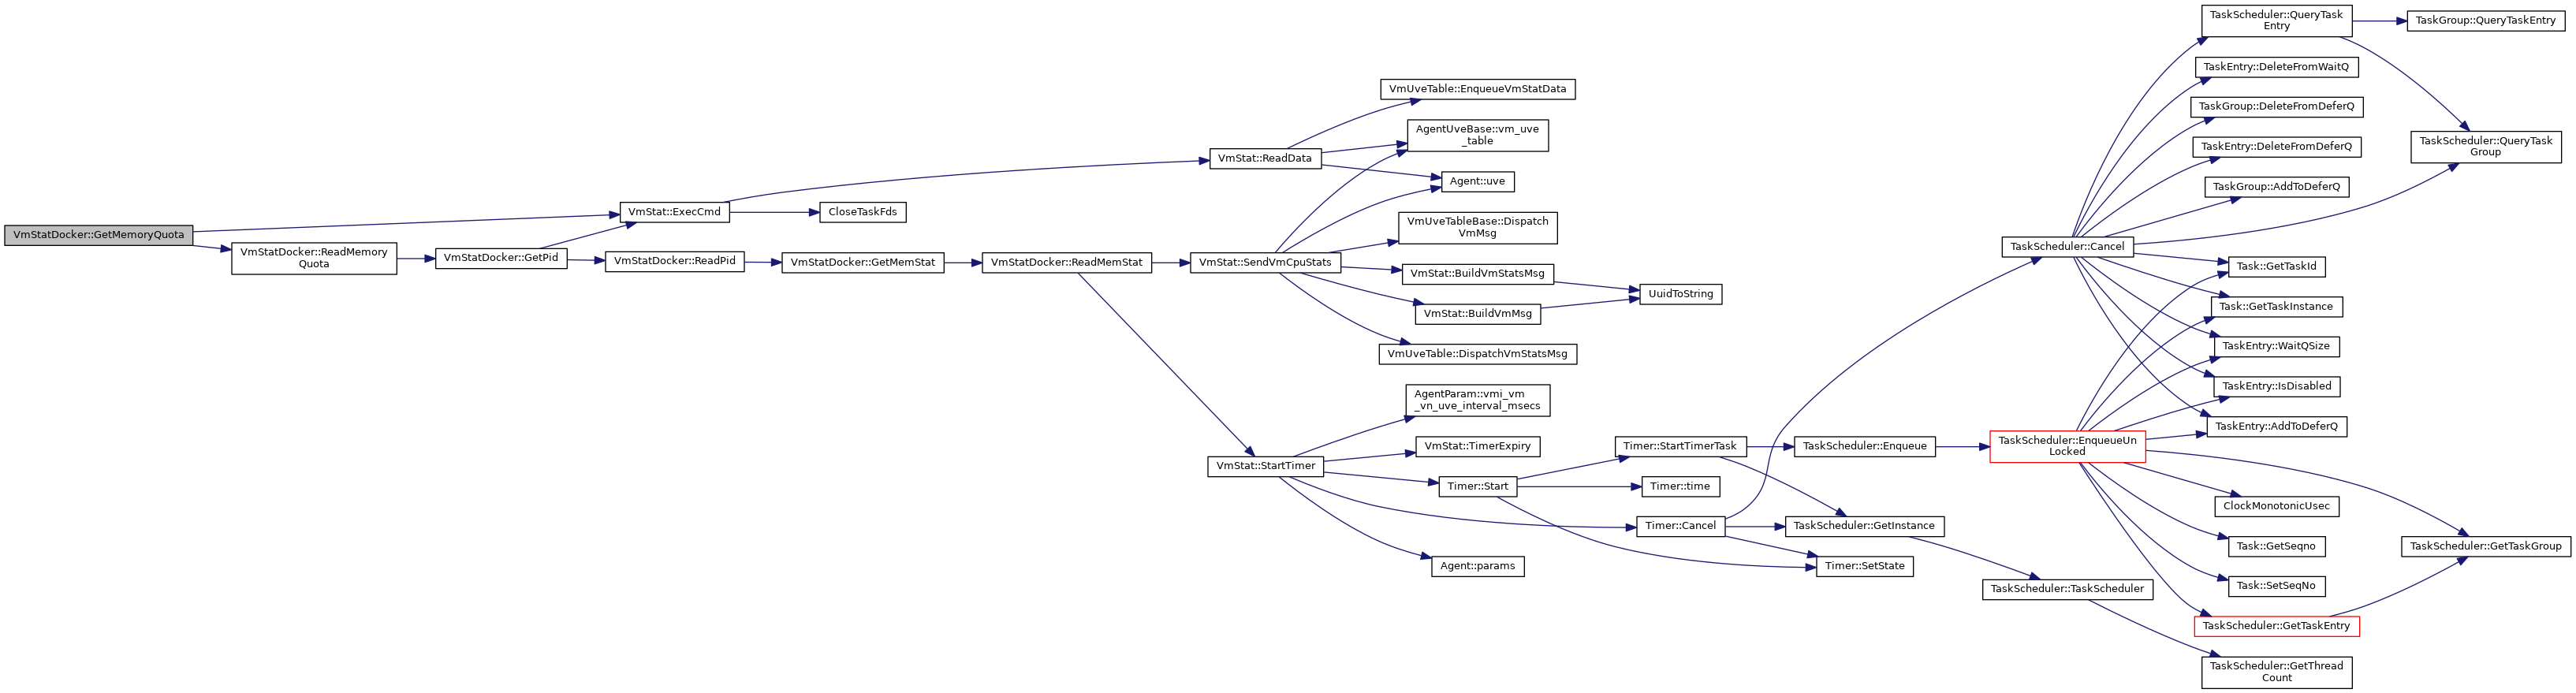 VmStatDocker::GetMemoryQuota
VmStatDocker::ReadMemory
Quota
VmStatDocker::GetPid
VmStat::ExecCmd
VmStatDocker::ReadPid
CloseTaskFds
VmStatDocker::GetMemStat
VmStatDocker::ReadMemStat
VmStat::ReadData
VmStat::SendVmCpuStats
VmStat::StartTimer
VmUveTable::EnqueueVmStatData
AgentUveBase::vm_uve
_table
Agent::uve
VmUveTableBase::Dispatch
VmMsg
VmStat::BuildVmStatsMsg
VmStat::BuildVmMsg
VmUveTable::DispatchVmStatsMsg
UuidToString
AgentParam::vmi_vm
_vn_uve_interval_msecs
VmStat::TimerExpiry
Timer::Start
Agent::params
Timer::StartTimerTask
Timer::time
Timer::Cancel
TaskScheduler::Enqueue
TaskScheduler::GetInstance
Timer::SetState
TaskScheduler::Cancel
TaskScheduler::EnqueueUn
Locked
TaskScheduler::TaskScheduler
TaskScheduler::QueryTask
Entry
TaskEntry::DeleteFromWaitQ
TaskGroup::DeleteFromDeferQ
TaskEntry::DeleteFromDeferQ
TaskGroup::AddToDeferQ
Task::GetTaskId
Task::GetTaskInstance
TaskEntry::WaitQSize
TaskEntry::IsDisabled
TaskEntry::AddToDeferQ
ClockMonotonicUsec
Task::GetSeqno
Task::SetSeqNo
TaskScheduler::GetTaskEntry
TaskScheduler::GetThread
Count
TaskGroup::QueryTaskEntry
TaskScheduler::QueryTask
Group
TaskScheduler::GetTaskGroup